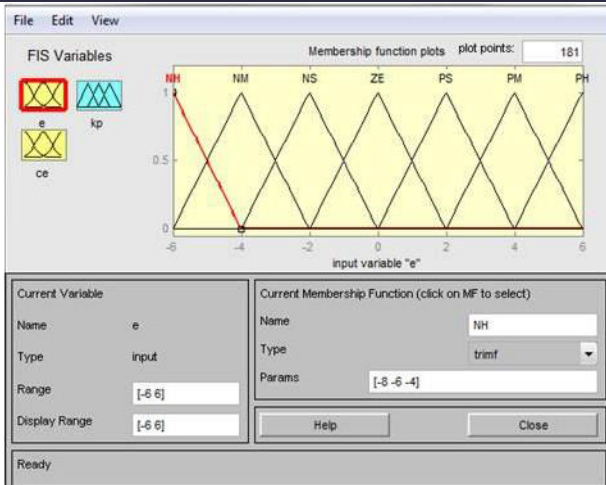 File Edit View
FIS Variables
Membership function plots plot points: 181
e
kp
ce
NH NM NS ZE PS PM PH
1
0.5
0
-6 -4 -2 0 2 4 6
input variable "e"
Current Variable
Name e
Type input
Range [-6 6]
Display Range [-6 6]
Current Membership Function (click on MF to select)
Name NH
Type trimf
Params [-8 -6 -4]
Help Close
Ready